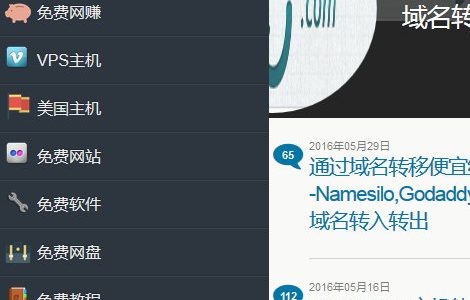 免费网赚
VPS主机
美国主机
免费网站
免费软件
免费网盘
免费教程
.com
域名转
65
2016年05月29日
通过域名转移便宜
-Namesilo,Godaddy
域名转入转出
112
2016年05月16日